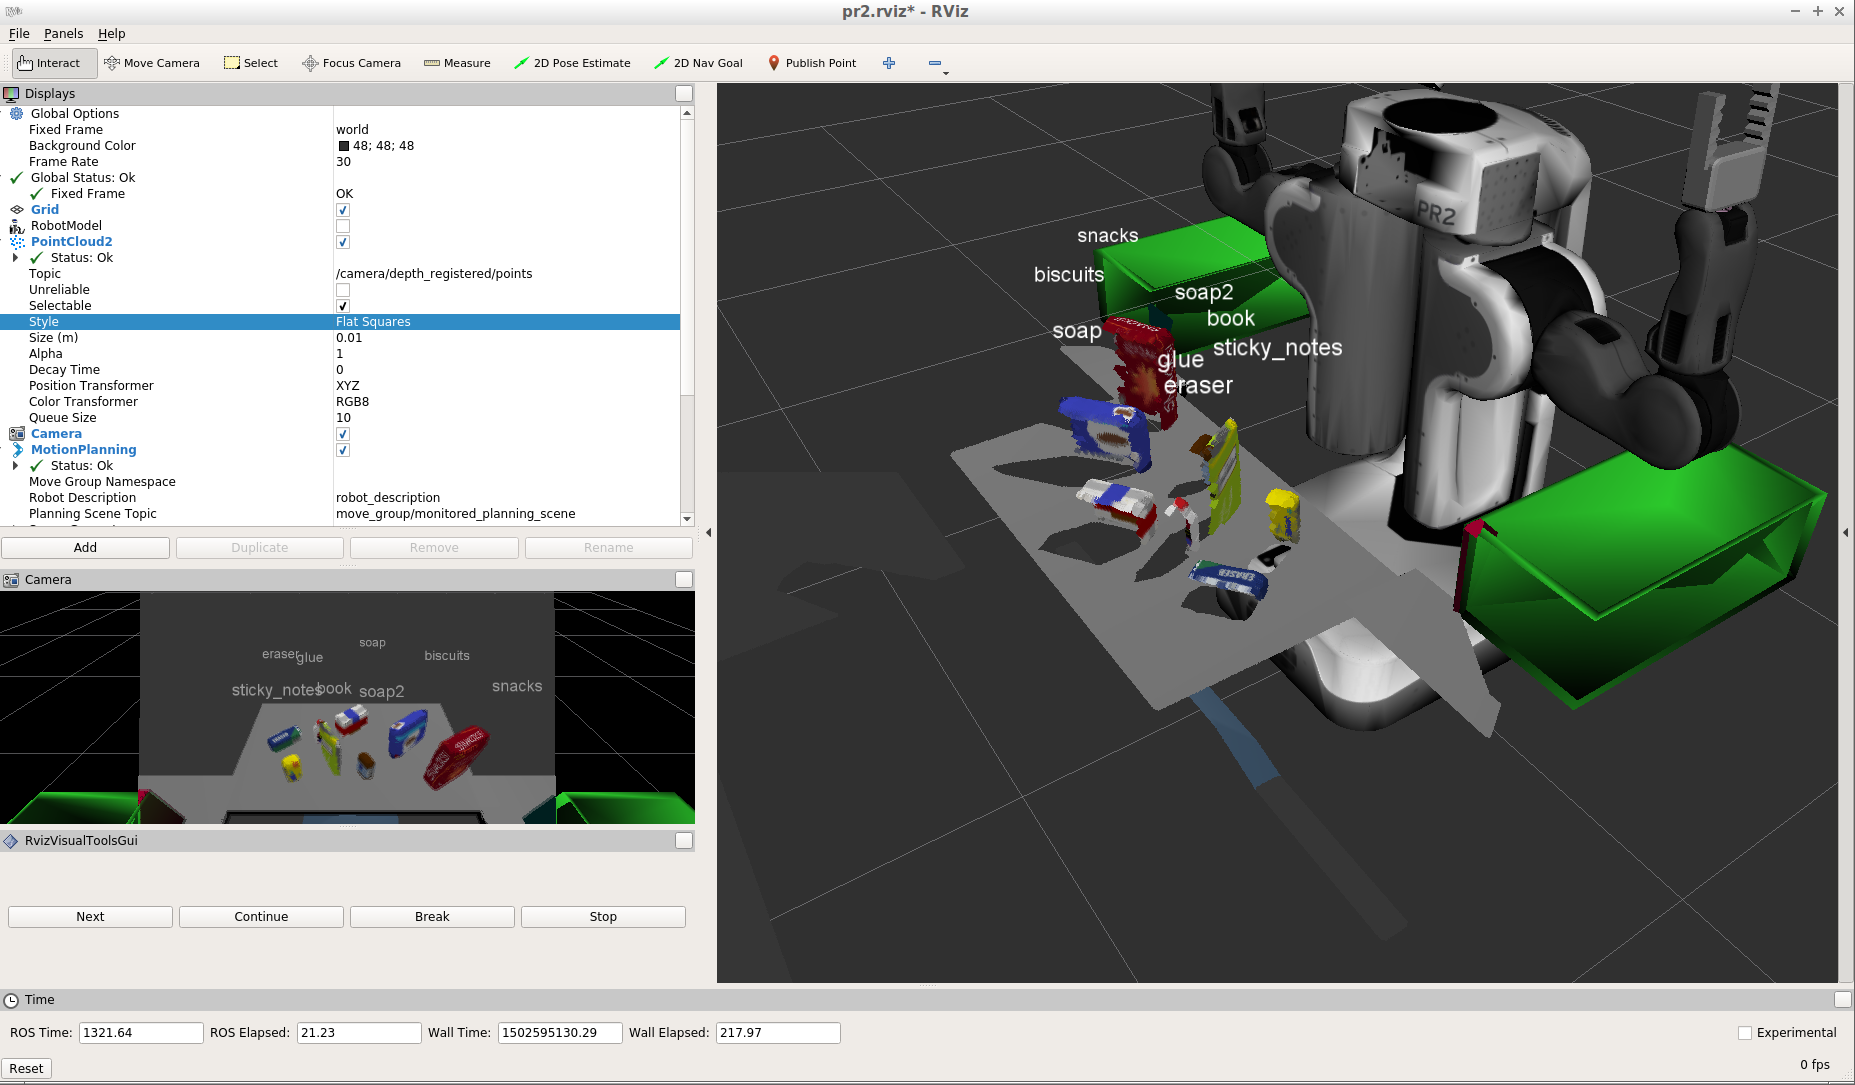 pr2.rviz* - RViz
File Panels Help
Interact Move Camera Select Focus Camera Measure 2D Pose Estimate 2D Nav Goal Publish Point
Displays
Global Options
Fixed Frame world
Background Color 48; 48; 48
Frame Rate 30
Global Status: Ok
Fixed Frame OK
Grid
RobotModel
PointCloud2
Status: Ok
Topic /camera/depth_registered/points
Unreliable
Selectable
Style Flat Squares
Size (m) 0.01
Alpha 1
Decay Time 0
Position Transformer XYZ
Color Transformer RGB8
Queue Size 10
Camera
MotionPlanning
Status: Ok
Move Group Namespace
Robot Description robot_description
Planning Scene Topic move_group/monitored_planning_scene
Add Duplicate Remove Rename
Camera
soap
eraser glue biscuits
sticky_notes book soap2 snacks
RvizVisualToolsGui
Next Continue Break Stop
PR2
snacks
biscuits
soap2
book
soap
sticky_notes
glue
eraser
ERASER
Time
ROS Time: 1321.64 ROS Elapsed: 21.23 Wall Time: 1502595130.29 Wall Elapsed: 217.97 Experimental
Reset 0 fps